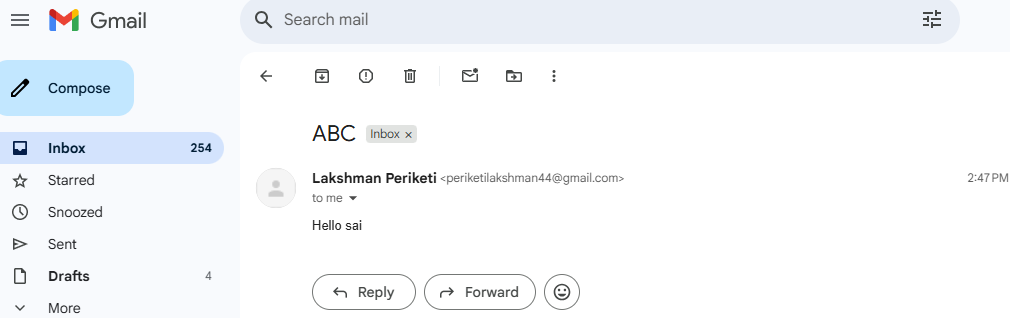 Gmail
Search mail
Compose
Inbox 254
Starred
Snoozed
Sent
Drafts 4
More
ABC Inbox ×
Lakshman Periketi <periketilakshman44@gmail.com> 2:47 PM
to me
Hello sai
Reply Forward